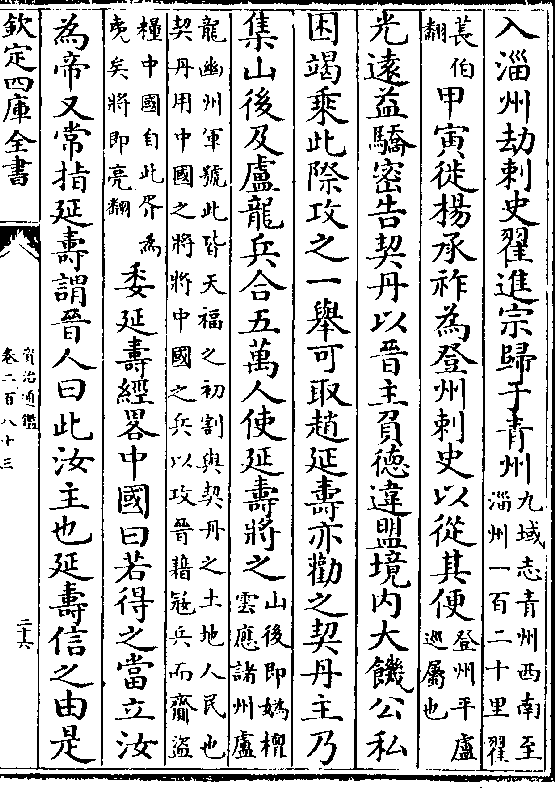 入淄州劫刺史翟進宗歸于青州
九域志青州西南至
淄州一百二十里翟
萇伯
翻
甲寅徙揚承祚為登州刺史以從其便
登州平盧
巡屬也
光遠益驕密告契丹以晉主負德違盟境内大饑公私
困竭乘此際攻之一舉可取趙延壽亦勸之契丹主乃
集山後及盧龍兵合五萬人使延壽將之
山後即媯檀
雲應諸州盧
龍幽州軍號此皆天福之初割與契丹之土地人民也
契丹用中國之將將中國之兵以攻晉藉寇兵而齎盜
糧中國自此胥為
夷矣將即亮翻
委延壽經畧中國曰若得之當立汝
為帝又常指延壽謂晉人曰此汝主也延壽信之由是
欽定四庫全書
資治通鑑
卷二百八十三
二十六